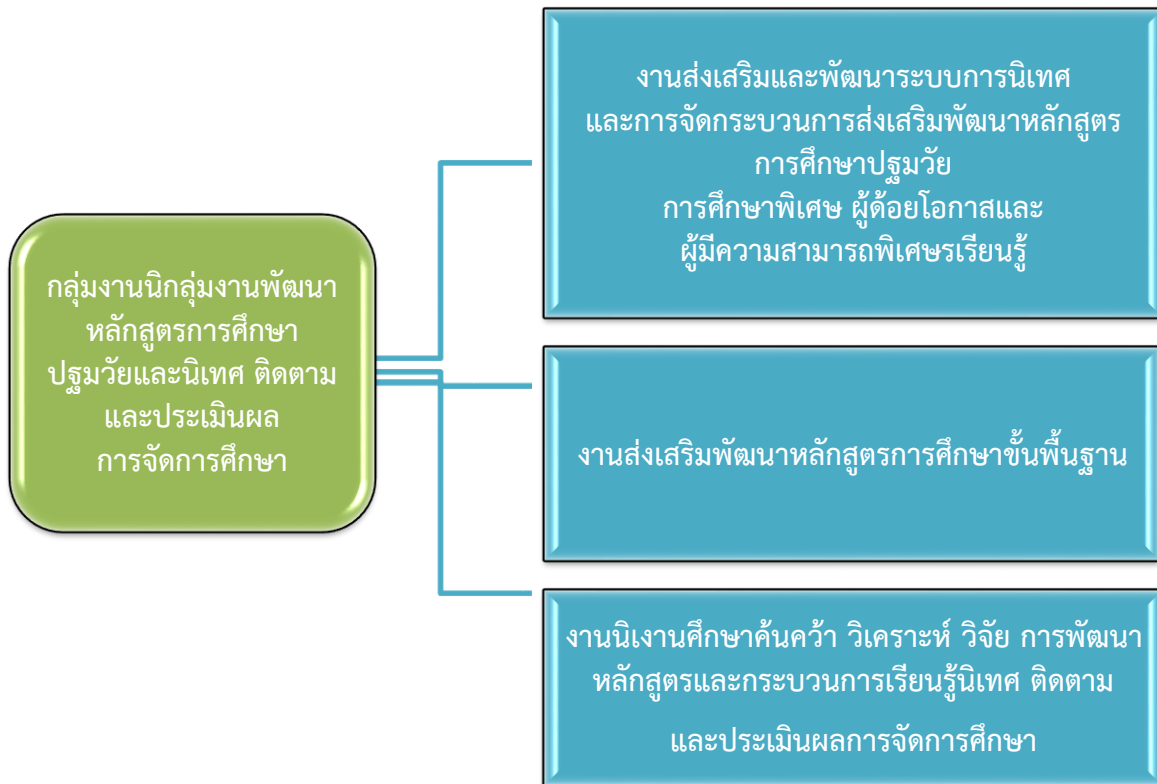 กลุ่มงานนิกลุ่มงานพัฒนา
หลักสูตรการศึกษา
ปฐมวัยและนิเทศ ติดตาม
และประเมินผล
การจัดการศึกษา
งานส่งเสริมและพัฒนาระบบการนิเทศ
และการจัดกระบวนการส่งเสริมพัฒนาหลักสูตร
การศึกษาปฐมวัย
การศึกษาพิเศษ ผู้ด้อยโอกาสและ
ผู้มีความสามารถพิเศษรเรียนรู้
งานส่งเสริมพัฒนาหลักสูตรการศึกษาขั้นพื้นฐาน
งานนิเงานศึกษาค้นคว้า วิเคราะห์ วิจัย การพัฒนา
หลักสูตรและกระบวนการเรียนรู้นิเทศ ติดตาม
และประเมินผลการจัดการศึกษา